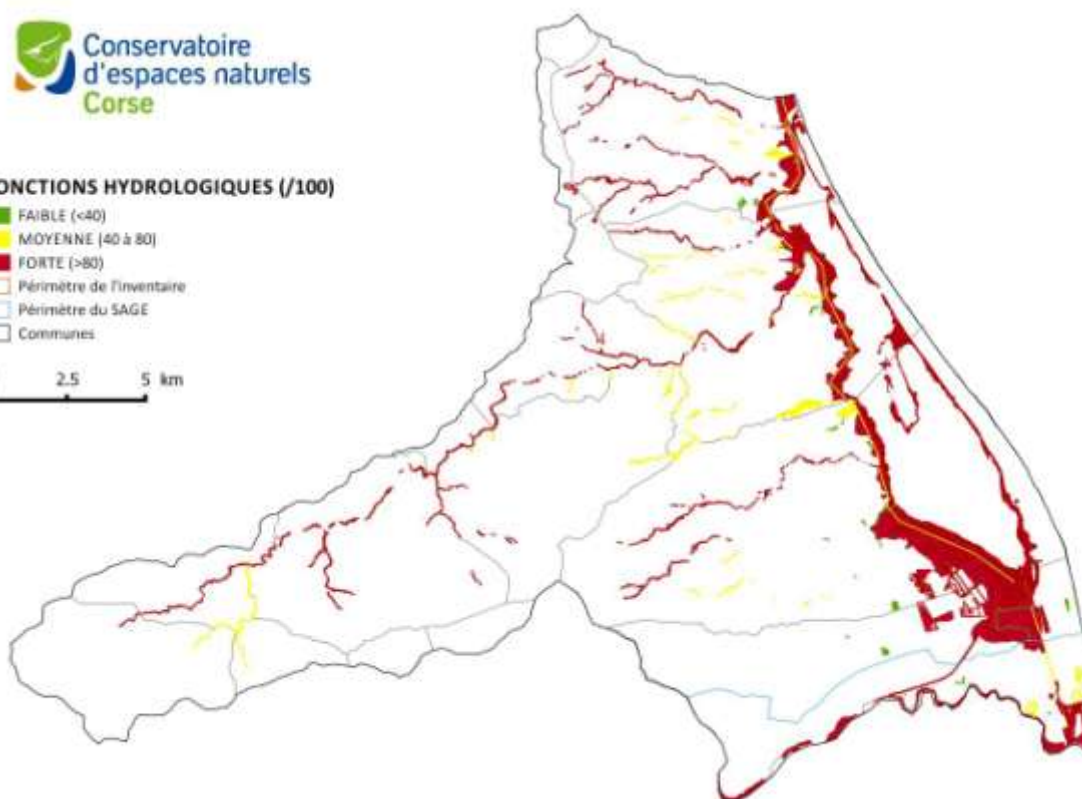 Conservatoire
d'espaces naturels
Corse
ONCTIONS HYDROLOGIQUES (/100)
FAIBLE (<40)
MOYENNE (40 à 80)
FORTE (>80)
Périmètre de l'inventaire
Périmètre du SAGE
Communes
2.5 5 km